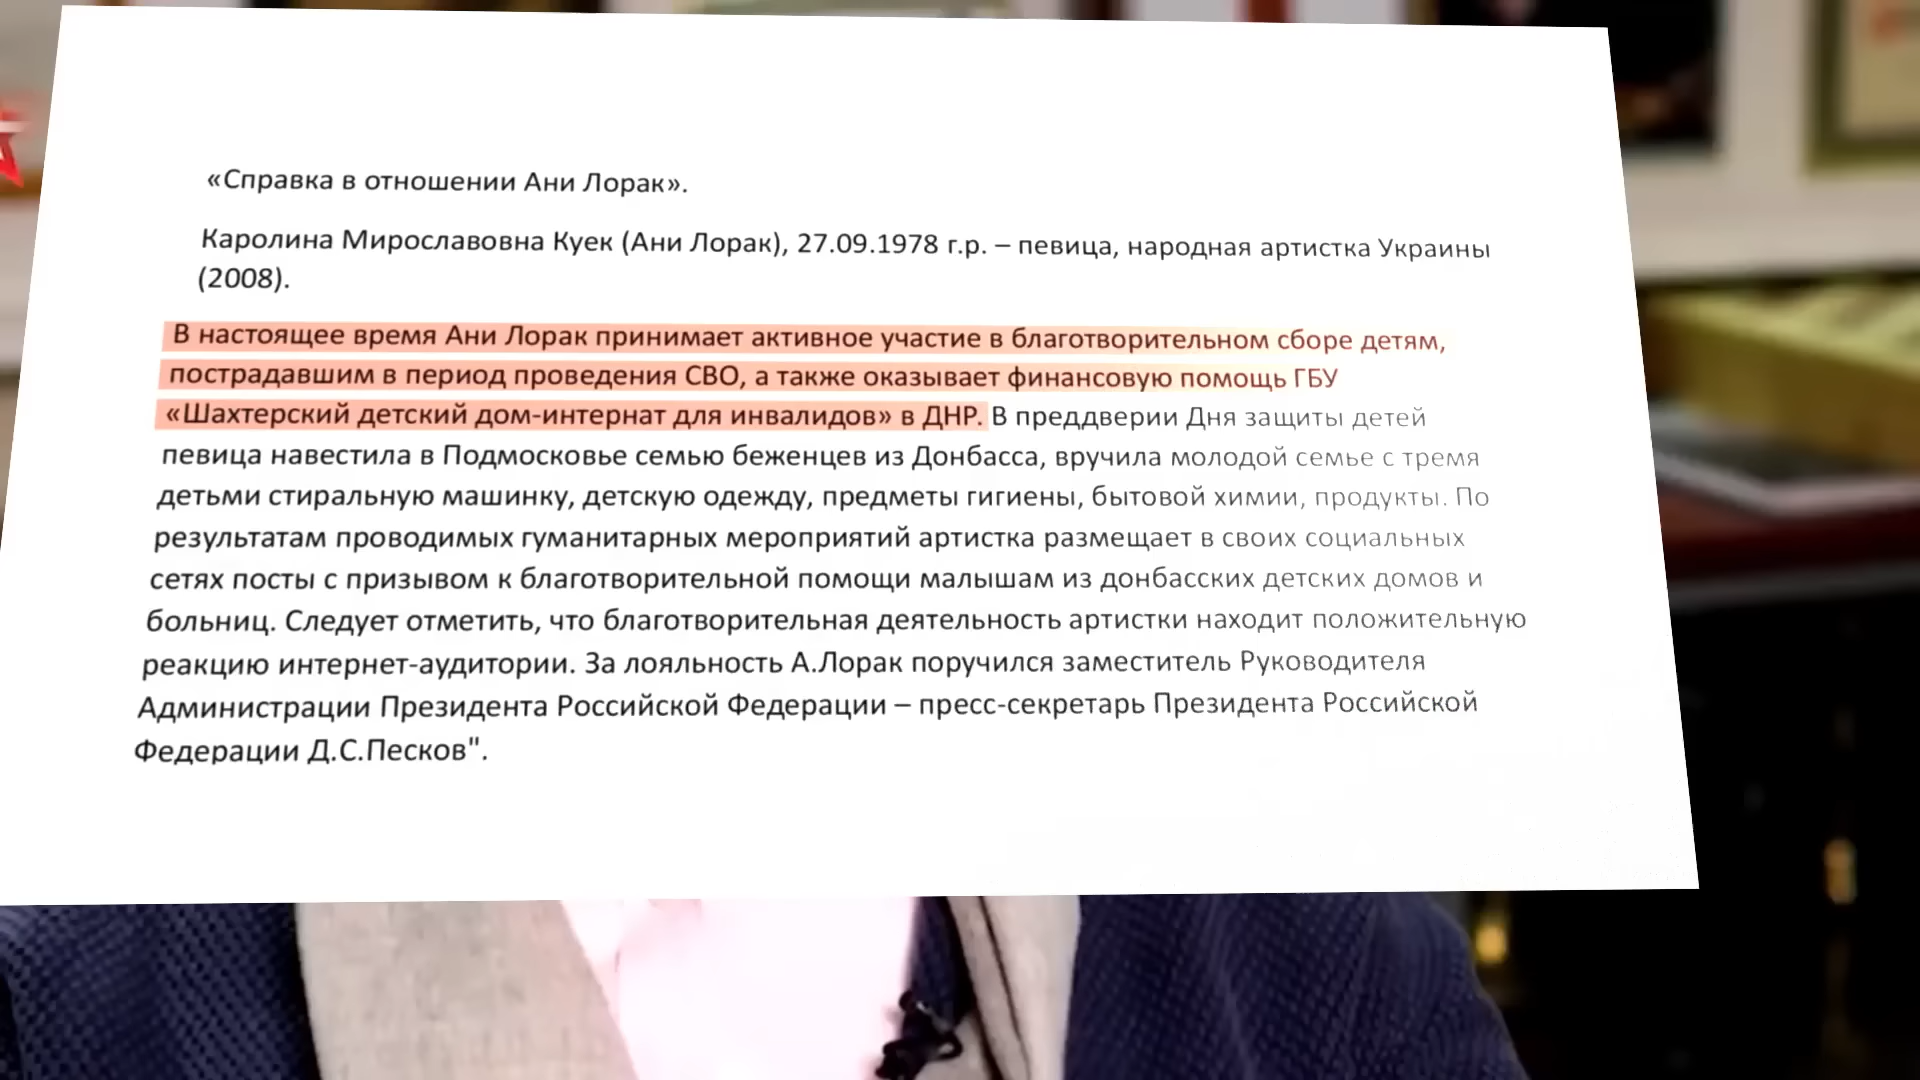 «Справка в отношении Ани Лорак».
Каролина Мирославовна Куек (Ани Лорак), 27.09.1978 г.р. – певица, народная артистка Украины
(2008).
В настоящее время Ани Лорак принимает активное участие в благотворительном сборе детям,
пострадавшим в период проведения СВО, а также оказывает финансовую помощь ГБУ
«Шахтерский детский дом-интернат для инвалидов» в ДНР. В преддверии Дня защиты детей
певица навестила в Подмосковье семью беженцев из Донбасса, вручила молодой семье с тремя
детьми стиральную машинку, детскую одежду, предметы гигиены, бытовой химии, продукты. По
результатам проводимых гуманитарных мероприятий артистка размещает в своих социальных
сетях посты с призывом к благотворительной помощи малышам из донбасских детских домов и
больниц. Следует отметить, что благотворительная деятельность артистки находит положительную
реакцию интернет-аудитории. За лояльность А.Лорак поручился заместитель Руководителя
Администрации Президента Российской Федерации – пресс-секретарь Президента Российской
Федерации Д.С.Песков".